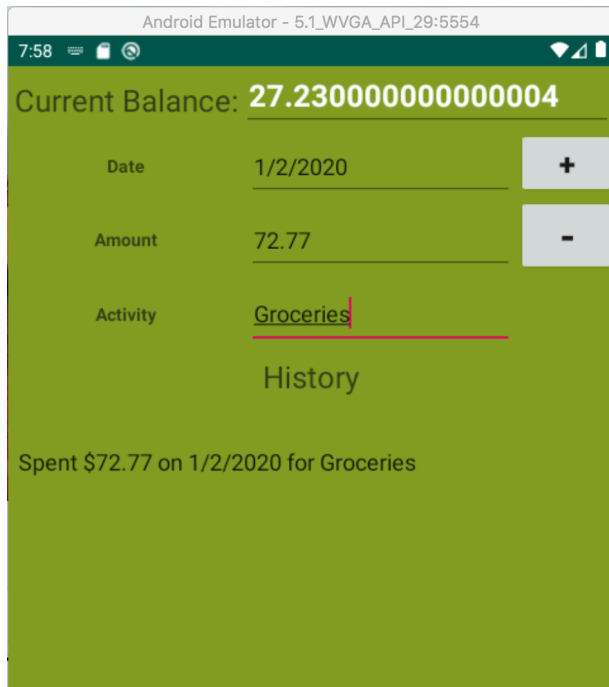 Android Emulator - 5.1_WVGA_API_29:5554
7:58
Current Balance: 27.230000000000004
Date 1/2/2020 +
Amount 72.77 -
Activity Groceries
History
Spent $72.77 on 1/2/2020 for Groceries